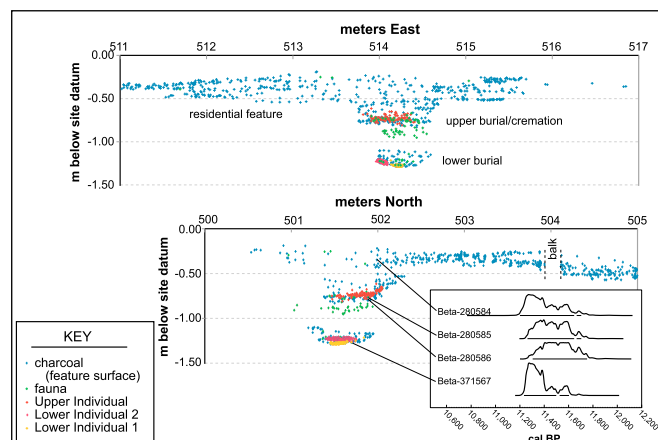 meters East
511 512 513 514 515 516 517
0.00
-0.50
-1.00
-1.50
m below site datum
residential feature
upper burial/cremation
lower burial
meters North
500 501 502 503 504 505
0.00
-0.50
-1.00
-1.50
m below site datum
balk
Beta-280584
Beta-280585
Beta-280586
Beta-371567
10,600 10,800 11,000 11,200 11,400 11,600 11,800 12,000 12,200
cal BP
KEY
charcoal
(feature surface)
fauna
Upper Individual
Lower Individual 2
Lower Individual 1